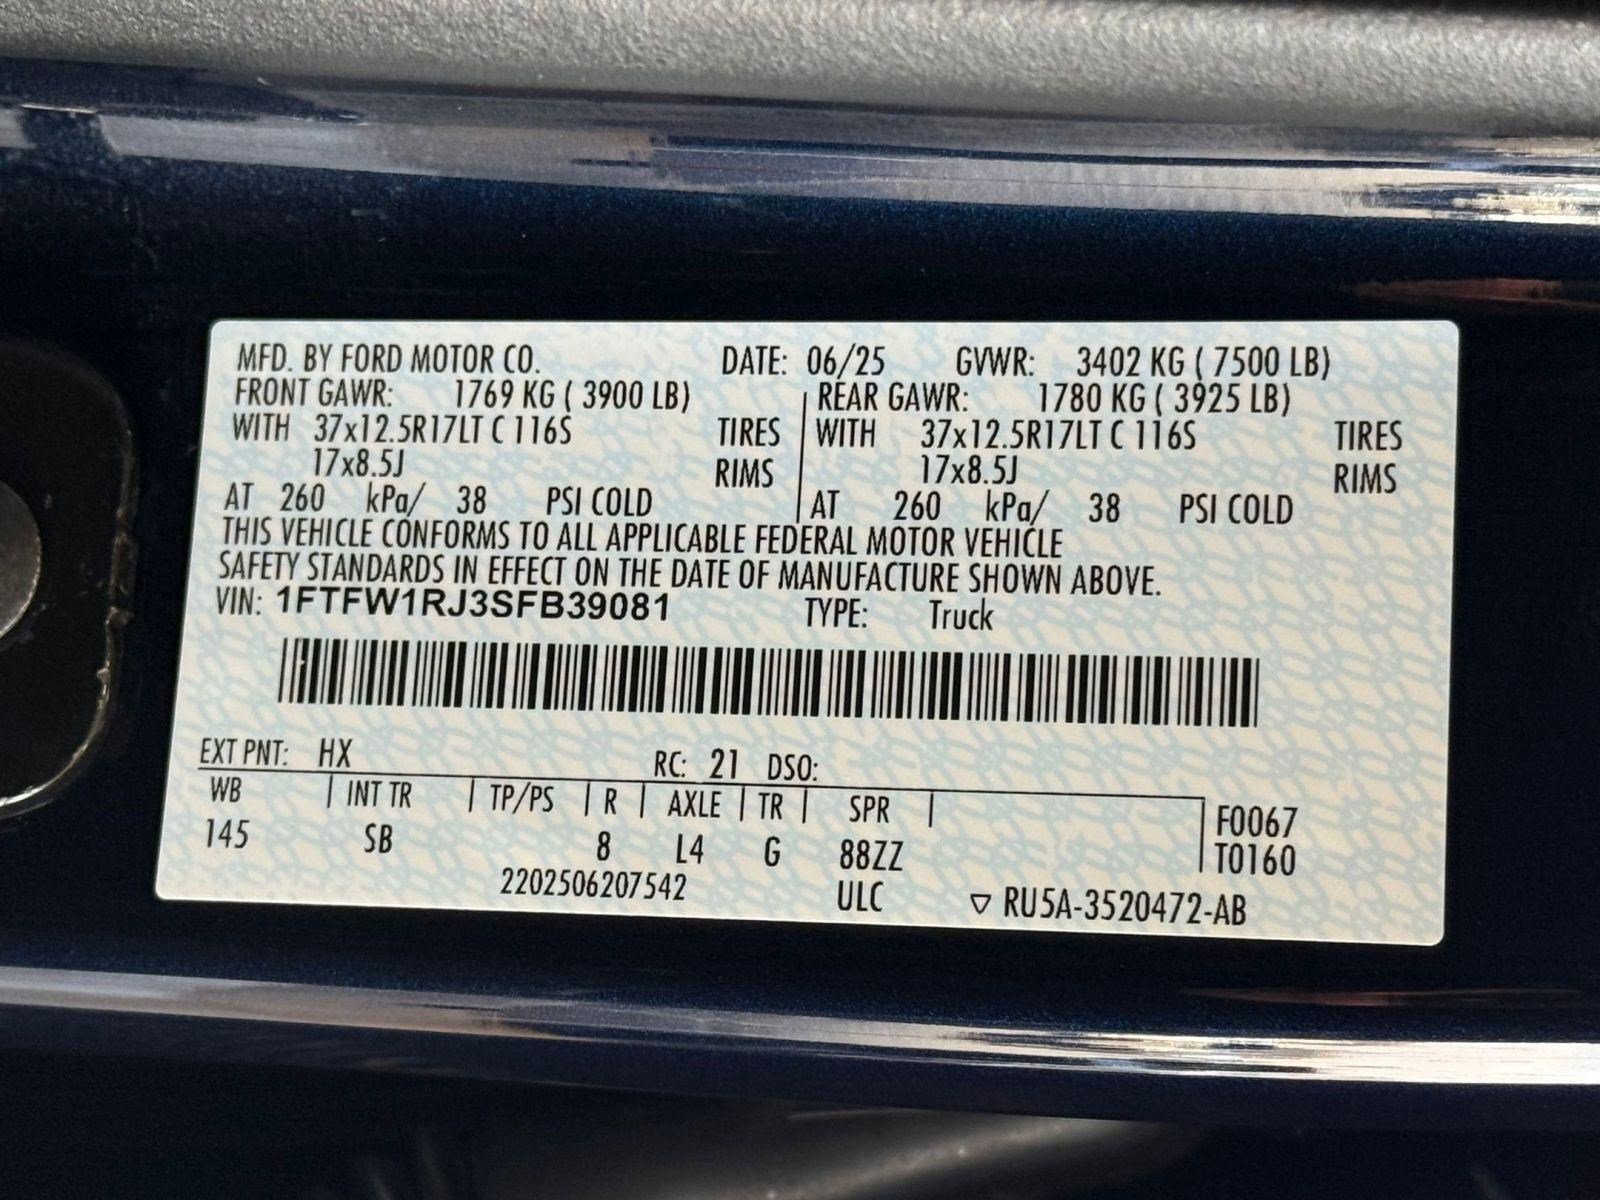 MFD. BY FORD MOTOR CO. DATE: 06/25 GVWR: 3402 KG ( 7500 LB)
FRONT GAWR: 1769 KG ( 3900 LB) REAR GAWR: 1780 KG ( 3925 LB)
WITH 37x12.5R17LT C 116S TIRES WITH 37x12.5R17LT C 116S TIRES
17x8.5J RIMS 17x8.5J RIMS
AT 260 kPa/ 38 PSI COLD AT 260 kPa/ 38 PSI COLD
THIS VEHICLE CONFORMS TO ALL APPLICABLE FEDERAL MOTOR VEHICLE
SAFETY STANDARDS IN EFFECT ON THE DATE OF MANUFACTURE SHOWN ABOVE.
VIN: 1FTFW1RJ3SFB39081 TYPE: Truck
EXT PNT: HX RC: 21 DSO:
WB INT TR TP/PS R AXLE TR SPR F0067
145 SB 8 L4 G 88ZZ T0160
2202506207542 ULC ▽ RU5A-3520472-AB